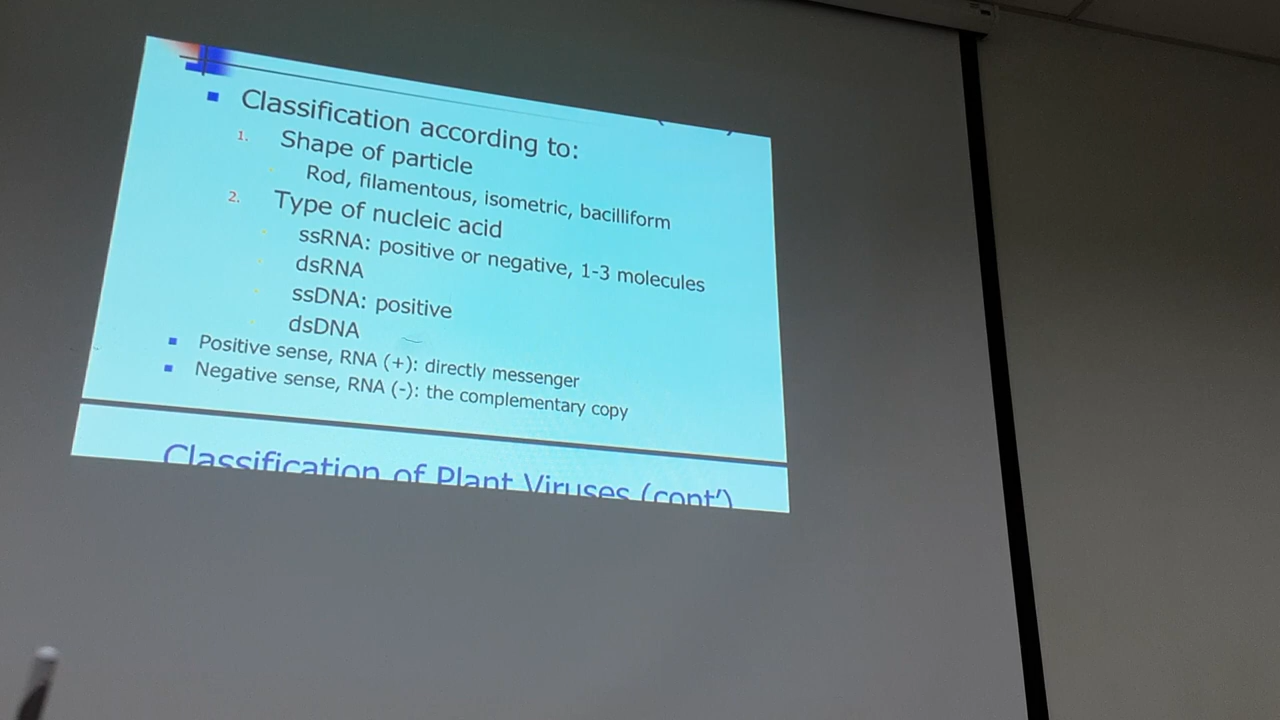 Classification according to:
1. Shape of particle
Rod, filamentous, isometric, bacilliform
2. Type of nucleic acid
ssRNA: positive or negative, 1-3 molecules
dsRNA
ssDNA: positive
dsDNA
Positive sense, RNA (+): directly messenger
Negative sense, RNA (-): the complementary copy
Classification of Plant Viruses (cont')